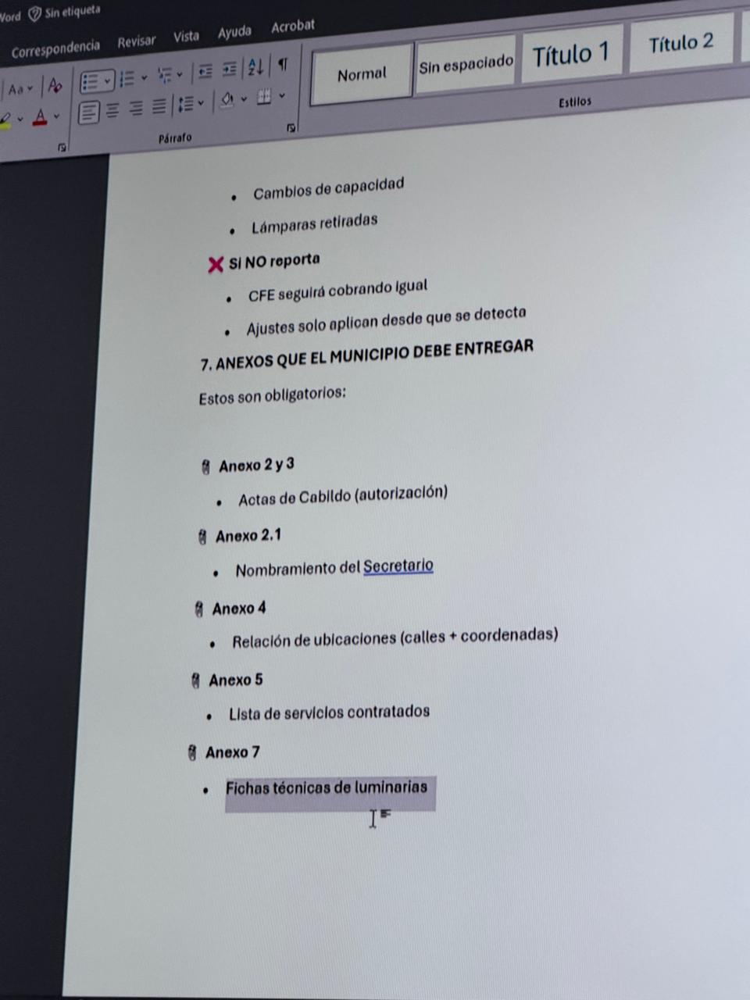 Word Sin etiqueta
Correspondencia Revisar Vista Ayuda Acrobat
Aa
Párrafo
Normal
Sin espaciado
Título 1
Título 2
Estilos
• Cambios de capacidad
• Lámparas retiradas
❌ Si NO reporta
• CFE seguirá cobrando igual
• Ajustes solo aplican desde que se detecta
7. ANEXOS QUE EL MUNICIPIO DEBE ENTREGAR
Estos son obligatorios:
Anexo 2 y 3
• Actas de Cabildo (autorización)
Anexo 2.1
• Nombramiento del Secretario
Anexo 4
• Relación de ubicaciones (calles + coordenadas)
Anexo 5
• Lista de servicios contratados
Anexo 7
• Fichas técnicas de luminarias